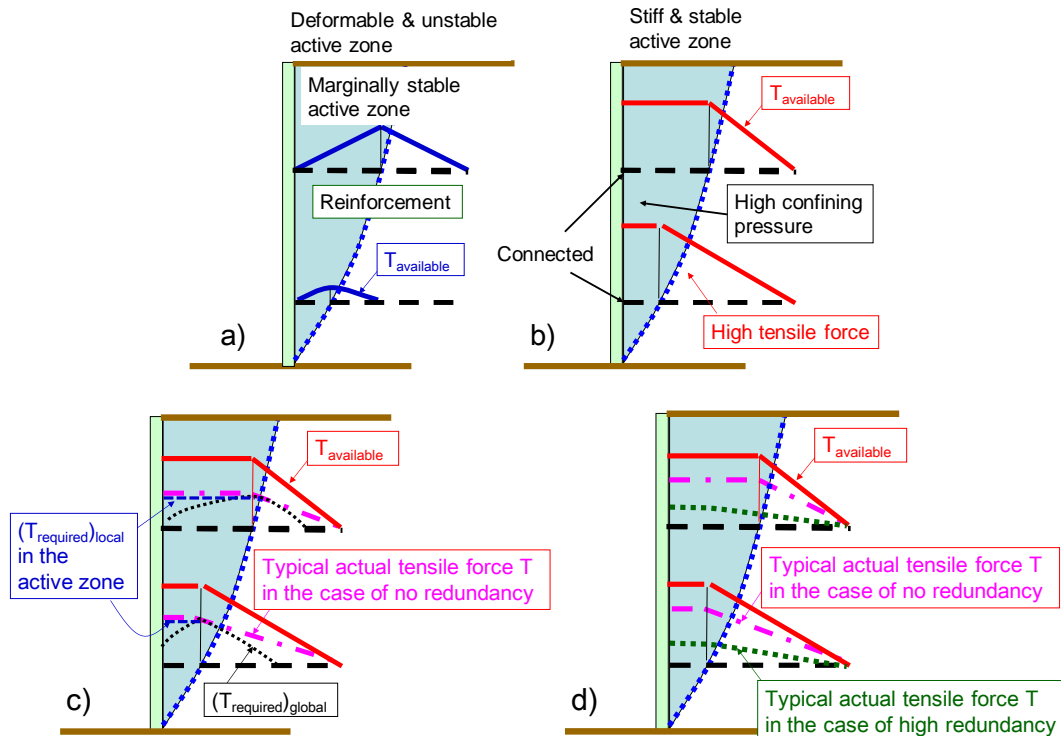 Deformable & unstable
active zone
Marginally stable
active zone
Reinforcement
Tavailable
a)
Stiff & stable
active zone
Tavailable
High confining
pressure
Connected
High tensile force
b)
Tavailable
(Trequired)local
in the
active zone
Typical actual tensile force T
in the case of no redundancy
(Trequired)global
c)
Tavailable
Typical actual tensile force T
in the case of no redundancy
d)
Typical actual tensile force T
in the case of high redundancy